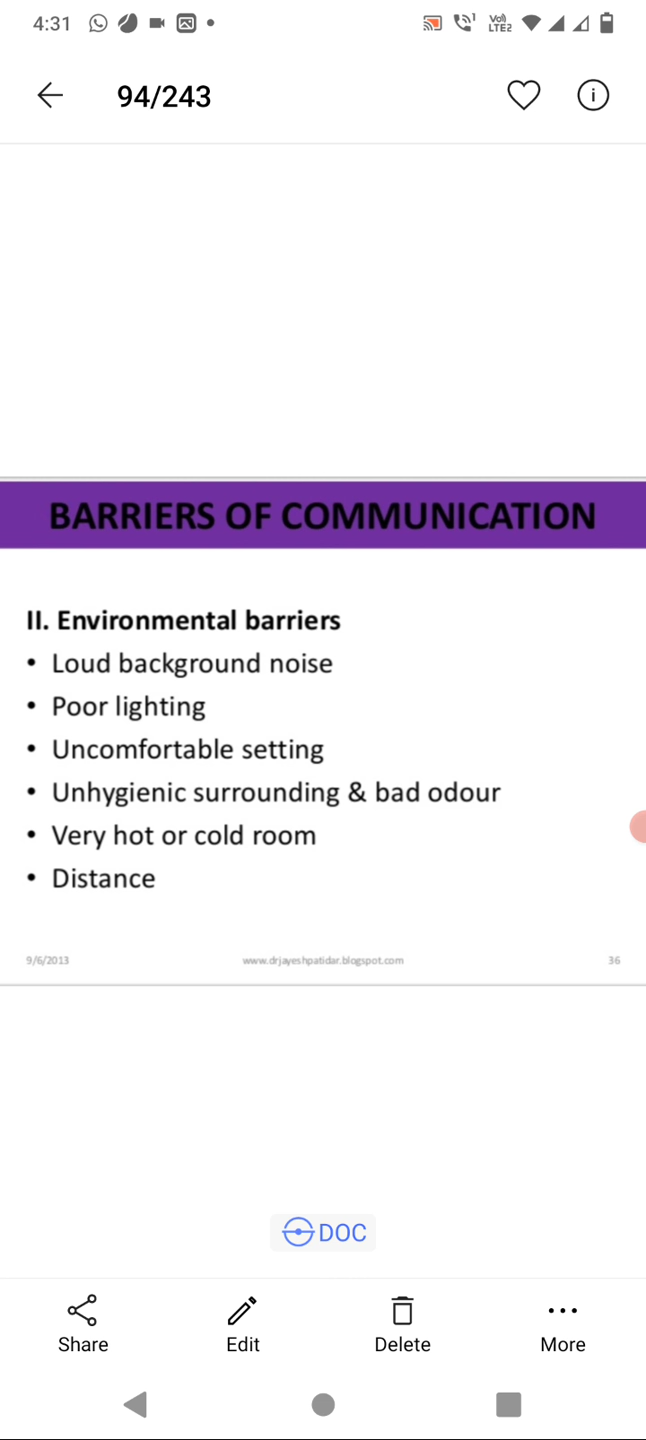 4:31
Vo))
LTE2
94/243
BARRIERS OF COMMUNICATION
II. Environmental barriers
• Loud background noise
• Poor lighting
• Uncomfortable setting
• Unhygienic surrounding & bad odour
• Very hot or cold room
• Distance
9/6/2013 www.drjayeshpatidar.blogspot.com 36
DOC
Share Edit Delete More